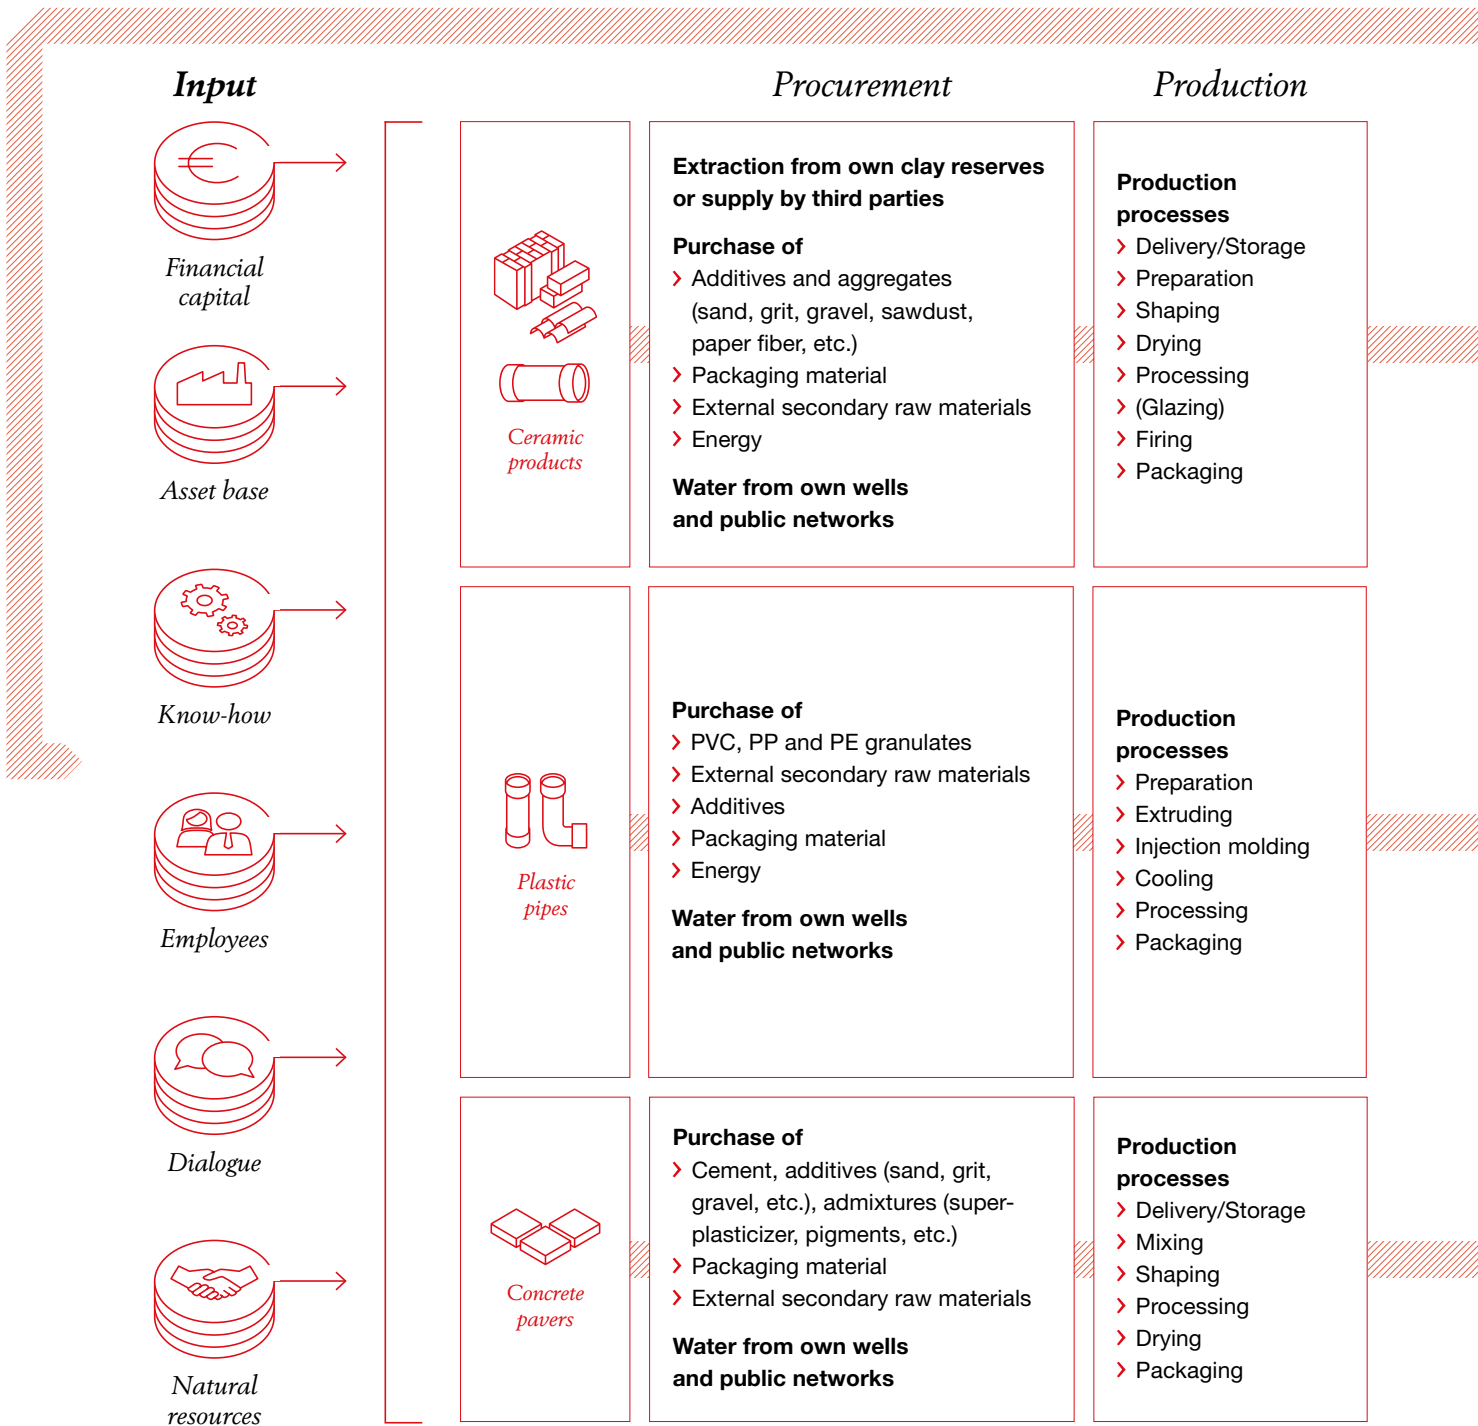 Input
Procurement
Production
Financial
capital
Asset base
Know-how
Employees
Dialogue
Natural
resources
Ceramic
products
Extraction from own clay reserves
or supply by third parties
Purchase of
> Additives and aggregates
(sand, grit, gravel, sawdust,
paper fiber, etc.)
> Packaging material
> External secondary raw materials
> Energy
Water from own wells
and public networks
Production
processes
> Delivery/Storage
> Preparation
> Shaping
> Drying
> Processing
> (Glazing)
> Firing
> Packaging
Plastic
pipes
Purchase of
> PVC, PP and PE granulates
> External secondary raw materials
> Additives
> Packaging material
> Energy
Water from own wells
and public networks
Production
processes
> Preparation
> Extruding
> Injection molding
> Cooling
> Processing
> Packaging
Concrete
pavers
Purchase of
> Cement, additives (sand, grit,
gravel, etc.), admixtures (super-
plasticizer, pigments, etc.)
> Packaging material
> External secondary raw materials
Water from own wells
and public networks
Production
processes
> Delivery/Storage
> Mixing
> Shaping
> Processing
> Drying
> Packaging